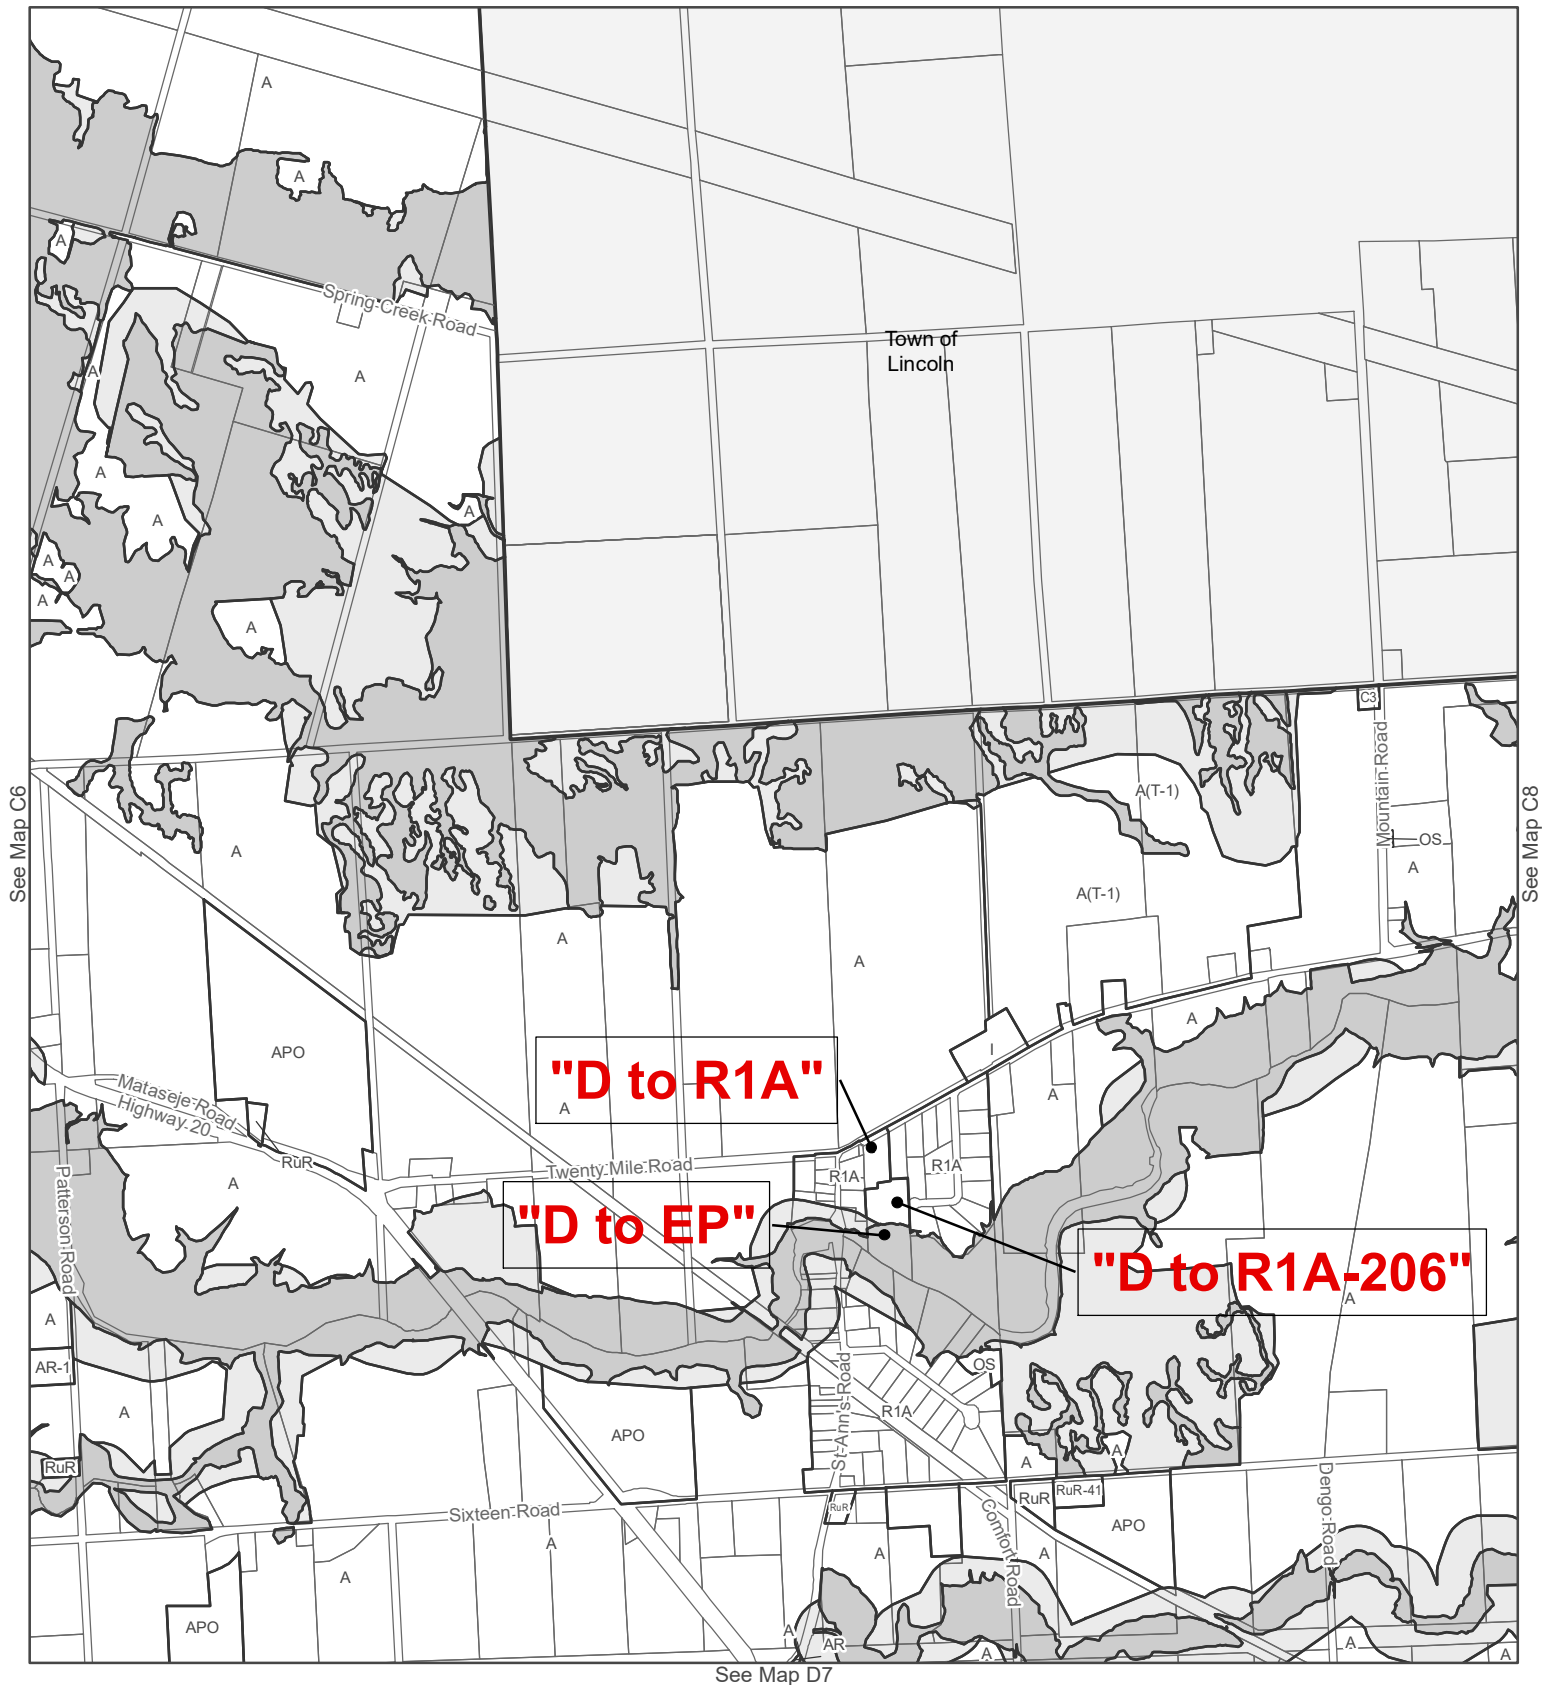 A
A
A
Spring Creek Road
Town of
Lincoln
A
A
A
A
A
A
A
A
A
C3
See Map C6
Mountain Road
See Map C8
A(T-1)
OS
A
A
A(T-1)
A
A
A
I
APO
"D to R1A"
A
A
Mataseje Road
Highway 20
RuR
Twenty Mile Road
R1A
R1A
A
Patterson Road
"D to EP"
"D to R1A-206"
A
A
AR-1
OS
A
St Ann's Road
R1A
APO
A
A
RuR
Sixteen Road
RuR
RuR
RuR-41
APO
Comfort Road
Dengo Road
A
A
A
A
APO
A
AR
A
A
A
See Map D7